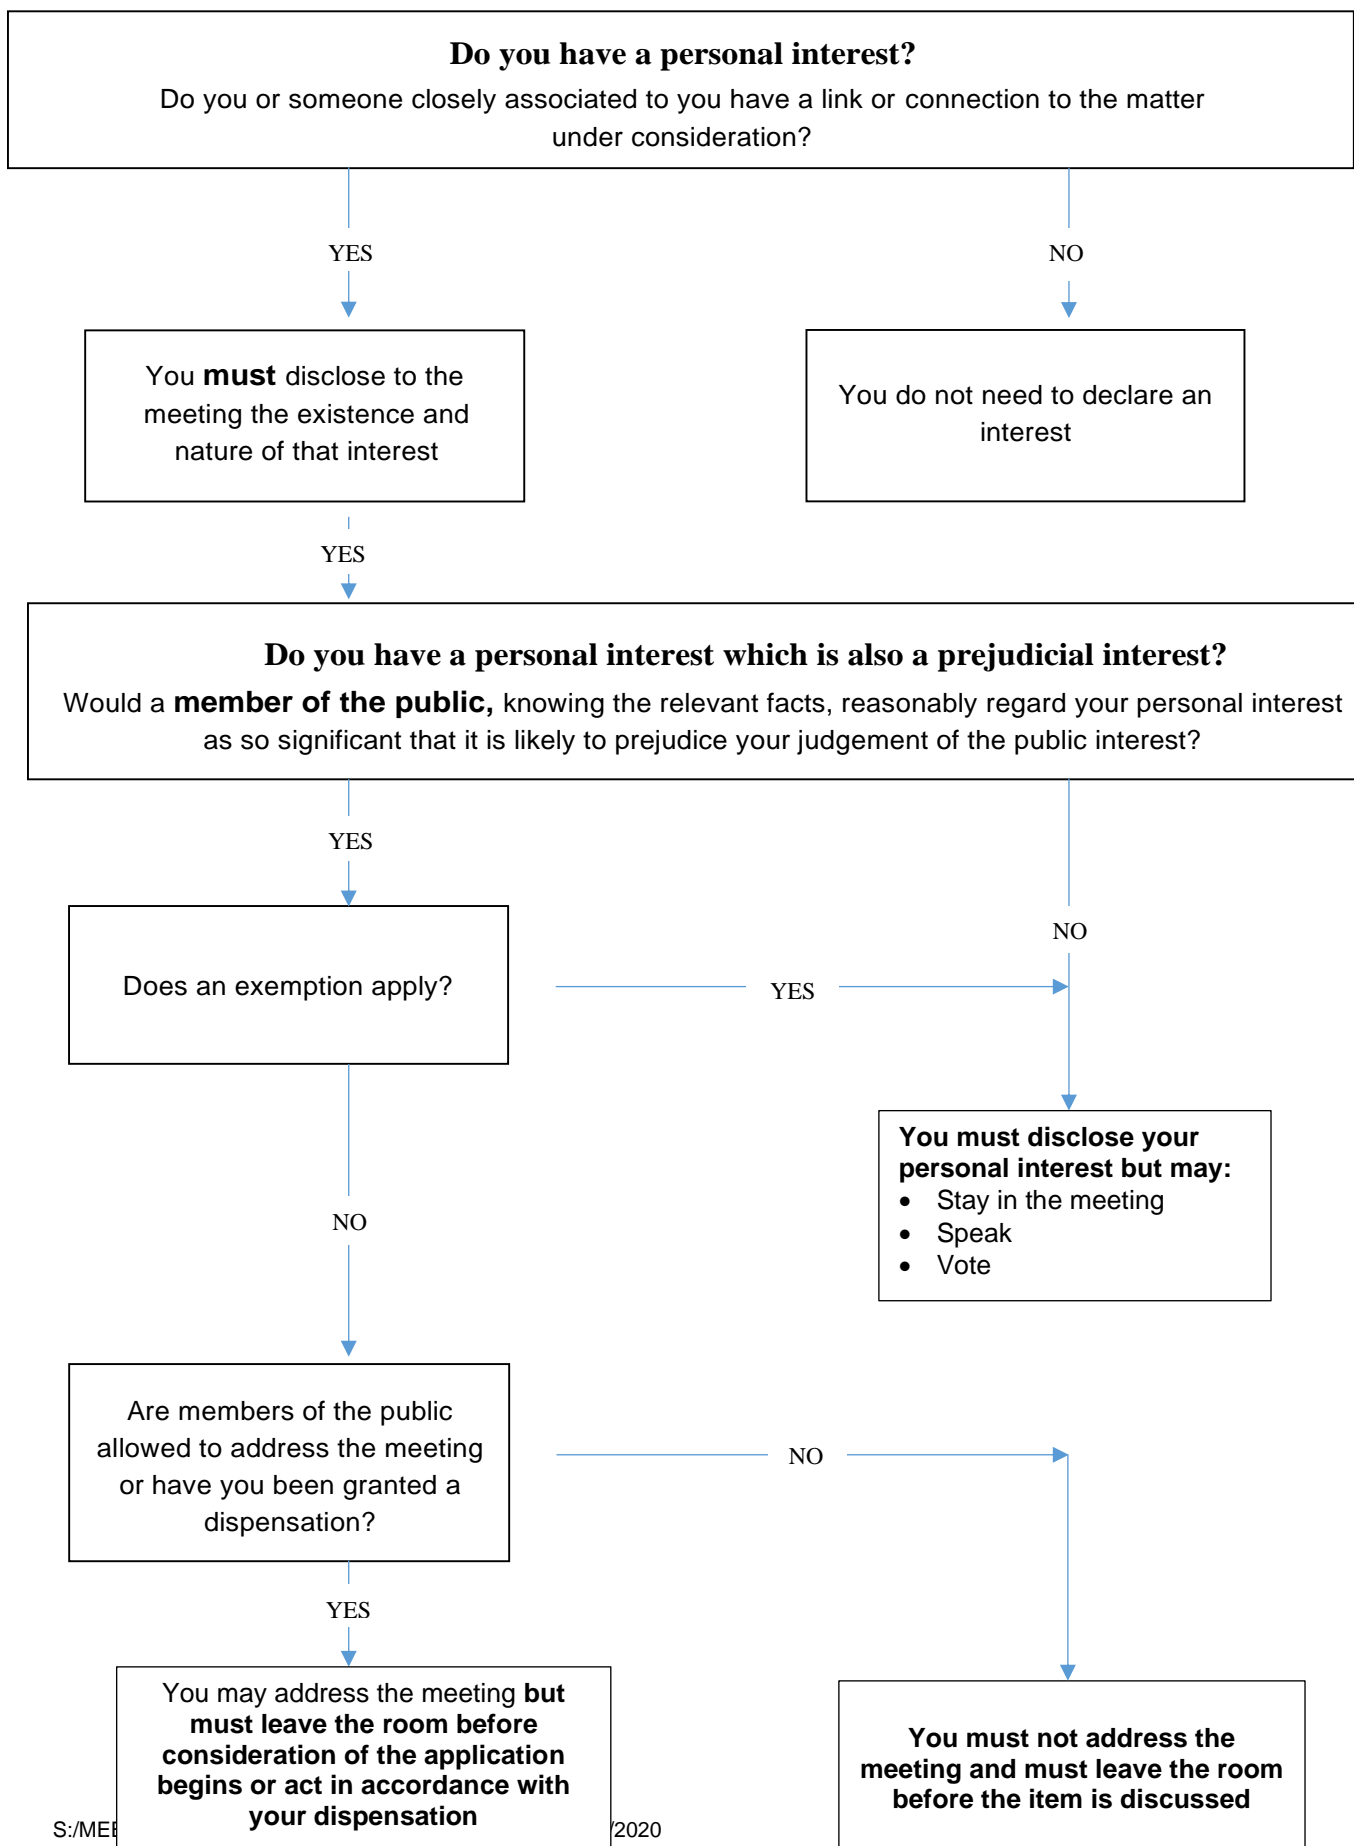 Do you have a personal interest?
Do you or someone closely associated to you have a link or connection to the matter
under consideration?
YES
NO
You must disclose to the
meeting the existence and
nature of that interest
You do not need to declare an
interest
YES
Do you have a personal interest which is also a prejudicial interest?
Would a member of the public, knowing the relevant facts, reasonably regard your personal interest
as so significant that it is likely to prejudice your judgement of the public interest?
YES
NO
Does an exemption apply?
YES
You must disclose your
personal interest but may:
• Stay in the meeting
• Speak
• Vote
NO
Are members of the public
allowed to address the meeting
or have you been granted a
dispensation?
NO
YES
You may address the meeting but
must leave the room before
consideration of the application
begins or act in accordance with
your dispensation
You must not address the
meeting and must leave the room
before the item is discussed
S:/MEE /2020